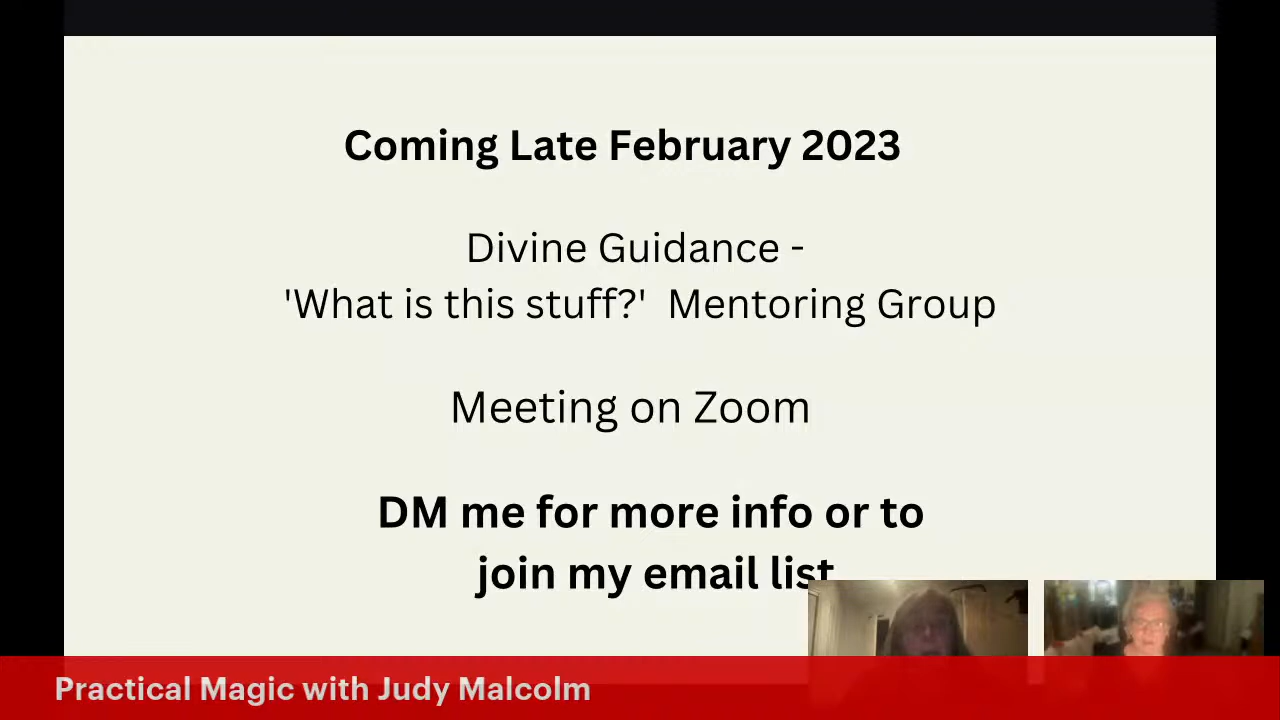 Coming Late February 2023
Divine Guidance -
'What is this stuff?' Mentoring Group
Meeting on Zoom
DM me for more info or to
join my email list
Practical Magic with Judy Malcolm